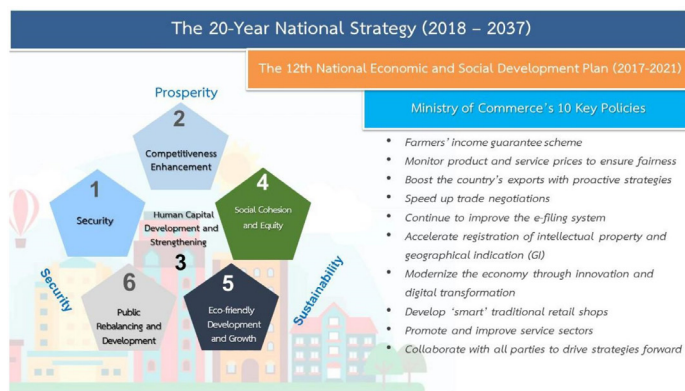 The 20-Year National Strategy (2018 – 2037)
The 12th National Economic and Social Development Plan (2017-2021)
Ministry of Commerce's 10 Key Policies
Prosperity
2
Competitiveness
Enhancement
1
Security
4
Social Cohesion
and Equity
Human Capital
Development and
Strengthening
3
6
Public
Rebalancing and
Development
5
Eco-friendly
Development
and Growth
Security
Sustainability
• Farmers' income guarantee scheme
• Monitor product and service prices to ensure fairness
• Boost the country's exports with proactive strategies
• Speed up trade negotiations
• Continue to improve the e-filing system
• Accelerate registration of intellectual property and
geographical indication (GI)
• Modernize the economy through innovation and
digital transformation
• Develop 'smart' traditional retail shops
• Promote and improve service sectors
• Collaborate with all parties to drive strategies forward